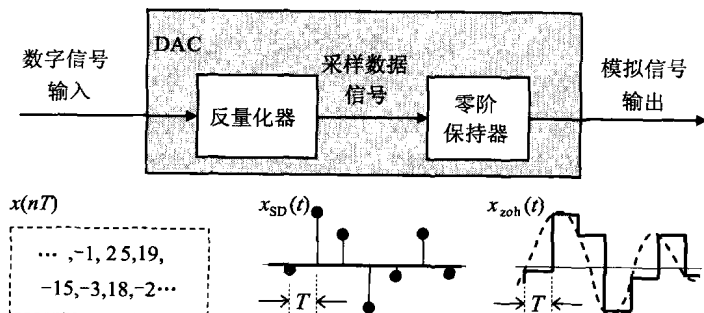 DAC
数字信号
输入
反量化器
采样数据
信号
零阶
保持器
模拟信号
输出
x(nT)
⋯ ,-1, 25,19,
-15,-3,18,-2⋯
x_SD(t)
T
x_zoh(t)
T